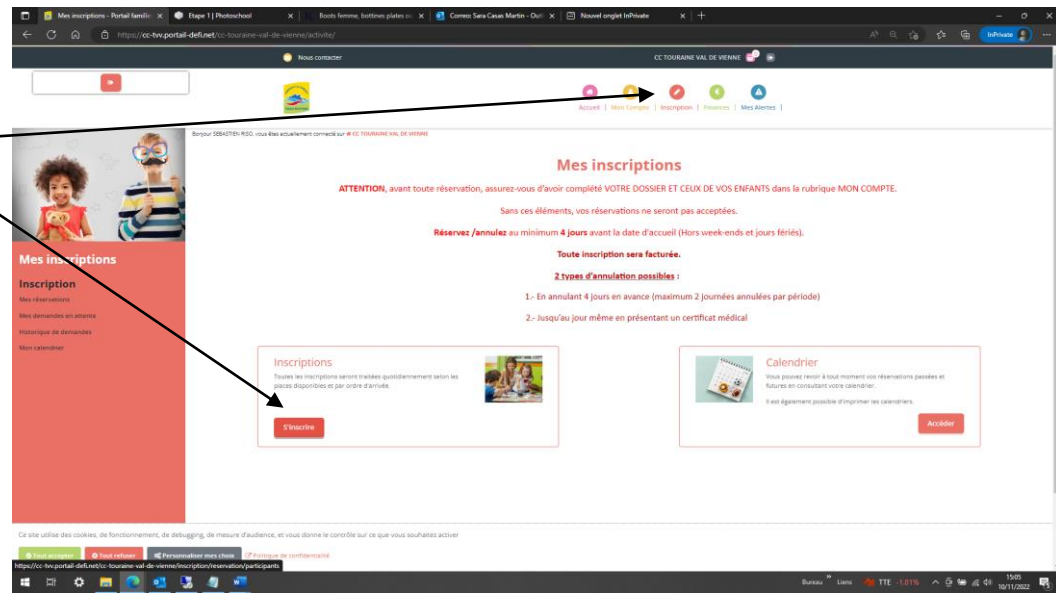 Mes inscriptions - Portail famille
Etape 1 | Photoschool
Boots femme, bottines plates ou
Correo: Sara Casas Martin - Outl
Nouvel onglet InPrivate
https://cc-tvv.portail-defi.net/cc-touraine-val-de-vienne/activite/
InPrivate
Nous contacter
CC TOURAINE VAL DE VIENNE
Accueil | Mon Compte | Inscription | Finances | Mes Alertes |
Bonjour SEBASTIEN RISO, vous êtes actuellement connecté sur CC TOURAINE VAL DE VIENNE
Mes inscriptions
ATTENTION, avant toute réservation, assurez-vous d'avoir complété VOTRE DOSSIER ET CEUX DE VOS ENFANTS dans la rubrique MON COMPTE.
Sans ces éléments, vos réservations ne seront pas acceptées.
Réservez /annulez au minimum 4 jours avant la date d'accueil (Hors week-ends et jours fériés).
Toute inscription sera facturée.
2 types d'annulation possibles :
1.- En annulant 4 jours en avance (maximum 2 journées annulées par période)
2.- Jusqu'au jour même en présentant un certificat médical
Mes inscriptions
Inscription
Mes réservations
Mes demandes en attente
Historique de demandes
Mon calendrier
Inscriptions
Toutes les inscriptions seront traitées quotidiennement selon les
places disponibles et par ordre d'arrivée.
S'inscrire
Calendrier
Vous pouvez revoir à tout moment vos réservations passées et
futures en consultant votre calendrier.
Il est également possible d'imprimer les calendriers.
Accéder
Ce site utilise des cookies, de fonctionnement, de debugging, de mesure d'audience, et vous donne le contrôle sur ce que vous souhaitez activer
Tout accepter
Tout refuser
Personnaliser mes choix
Politique de confidentialité
https://cc-tvv.portail-defi.net/cc-touraine-val-de-vienne/inscription/reservation/participants
Bureau
Liens
TTE -1,01%
15:05
10/11/2022